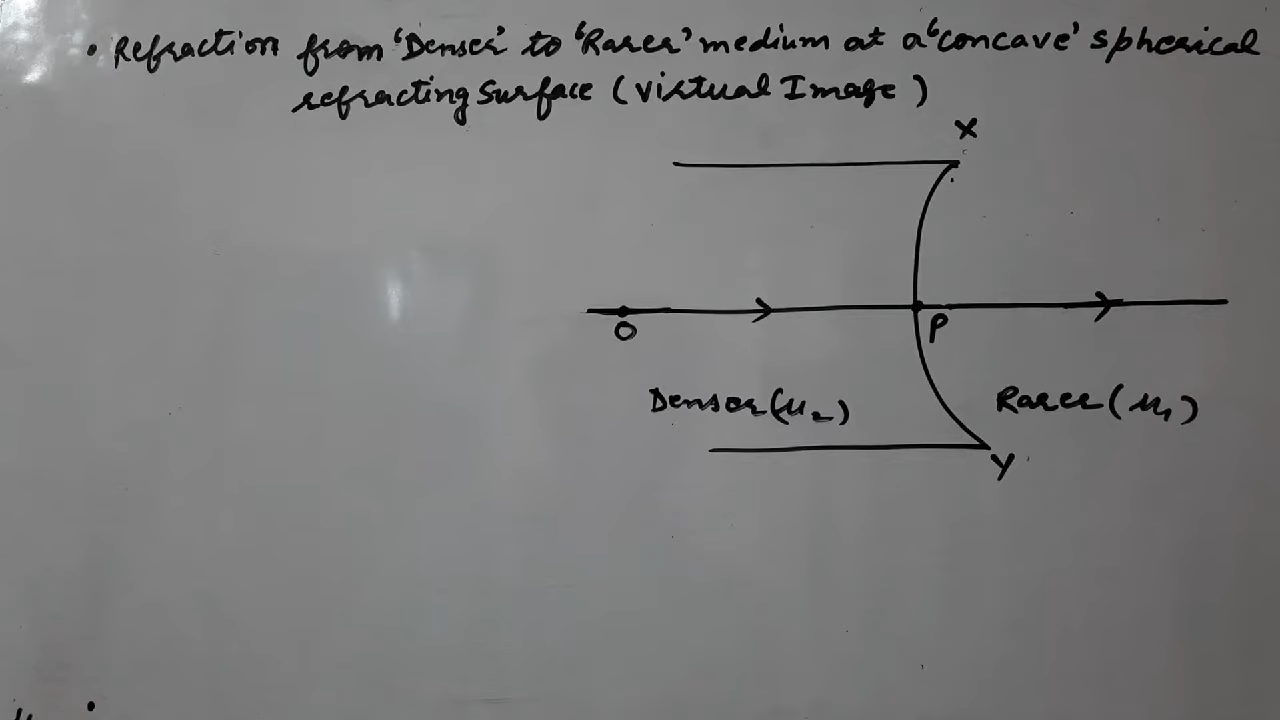 • Refraction from 'Denser' to 'Rarer' medium at a 'concave' spherical
refracting surface (virtual Image)
X
O
P
Denser (μ₂)
Rarer (μ₁)
Y